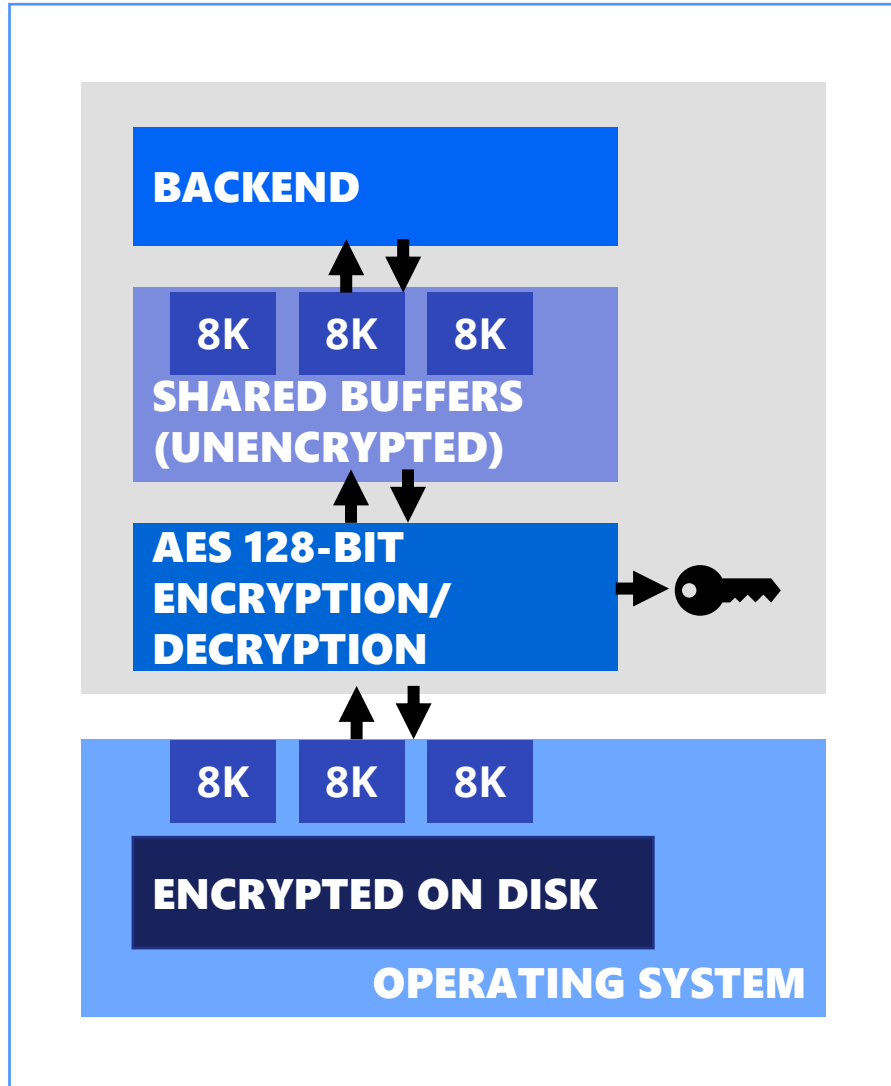 BACKEND
8K 8K 8K
SHARED BUFFERS
(UNENCRYPTED)
AES 128-BIT
ENCRYPTION/
DECRYPTION
8K 8K 8K
ENCRYPTED ON DISK
OPERATING SYSTEM